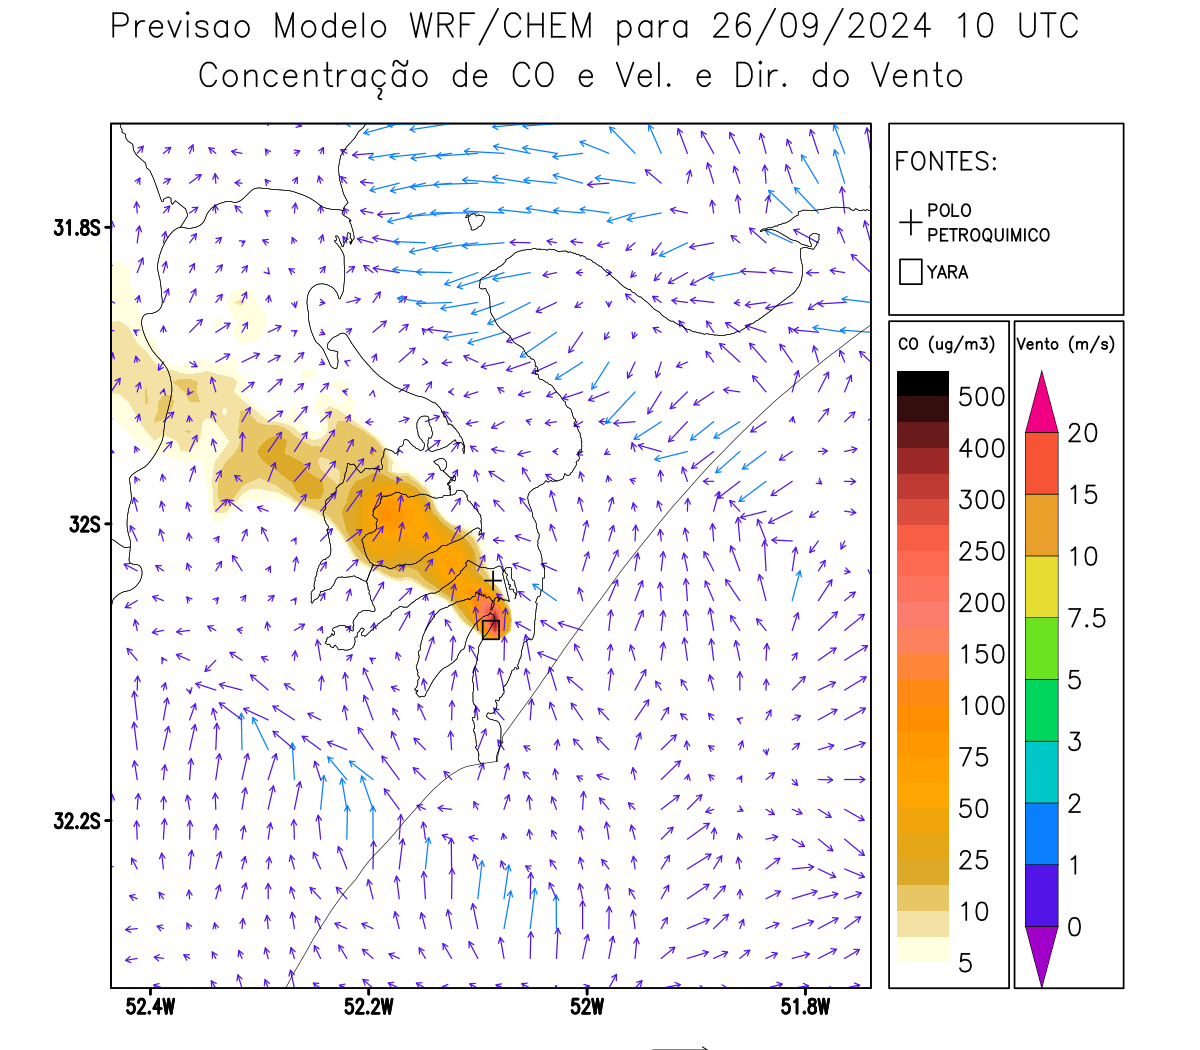 Previsao Modelo WRF/CHEM para 26/09/2024 10 UTC
Concentração de CO e Vel. e Dir. do Vento
FONTES:
POLO
PETROQUIMICO
YARA
CO (ug/m3)
500
400
300
250
200
150
100
75
50
25
10
5
Vento (m/s)
20
15
10
7.5
5
3
2
1
0
31.8S
32S
32.2S
52.4W
52.2W
52W
51.8W